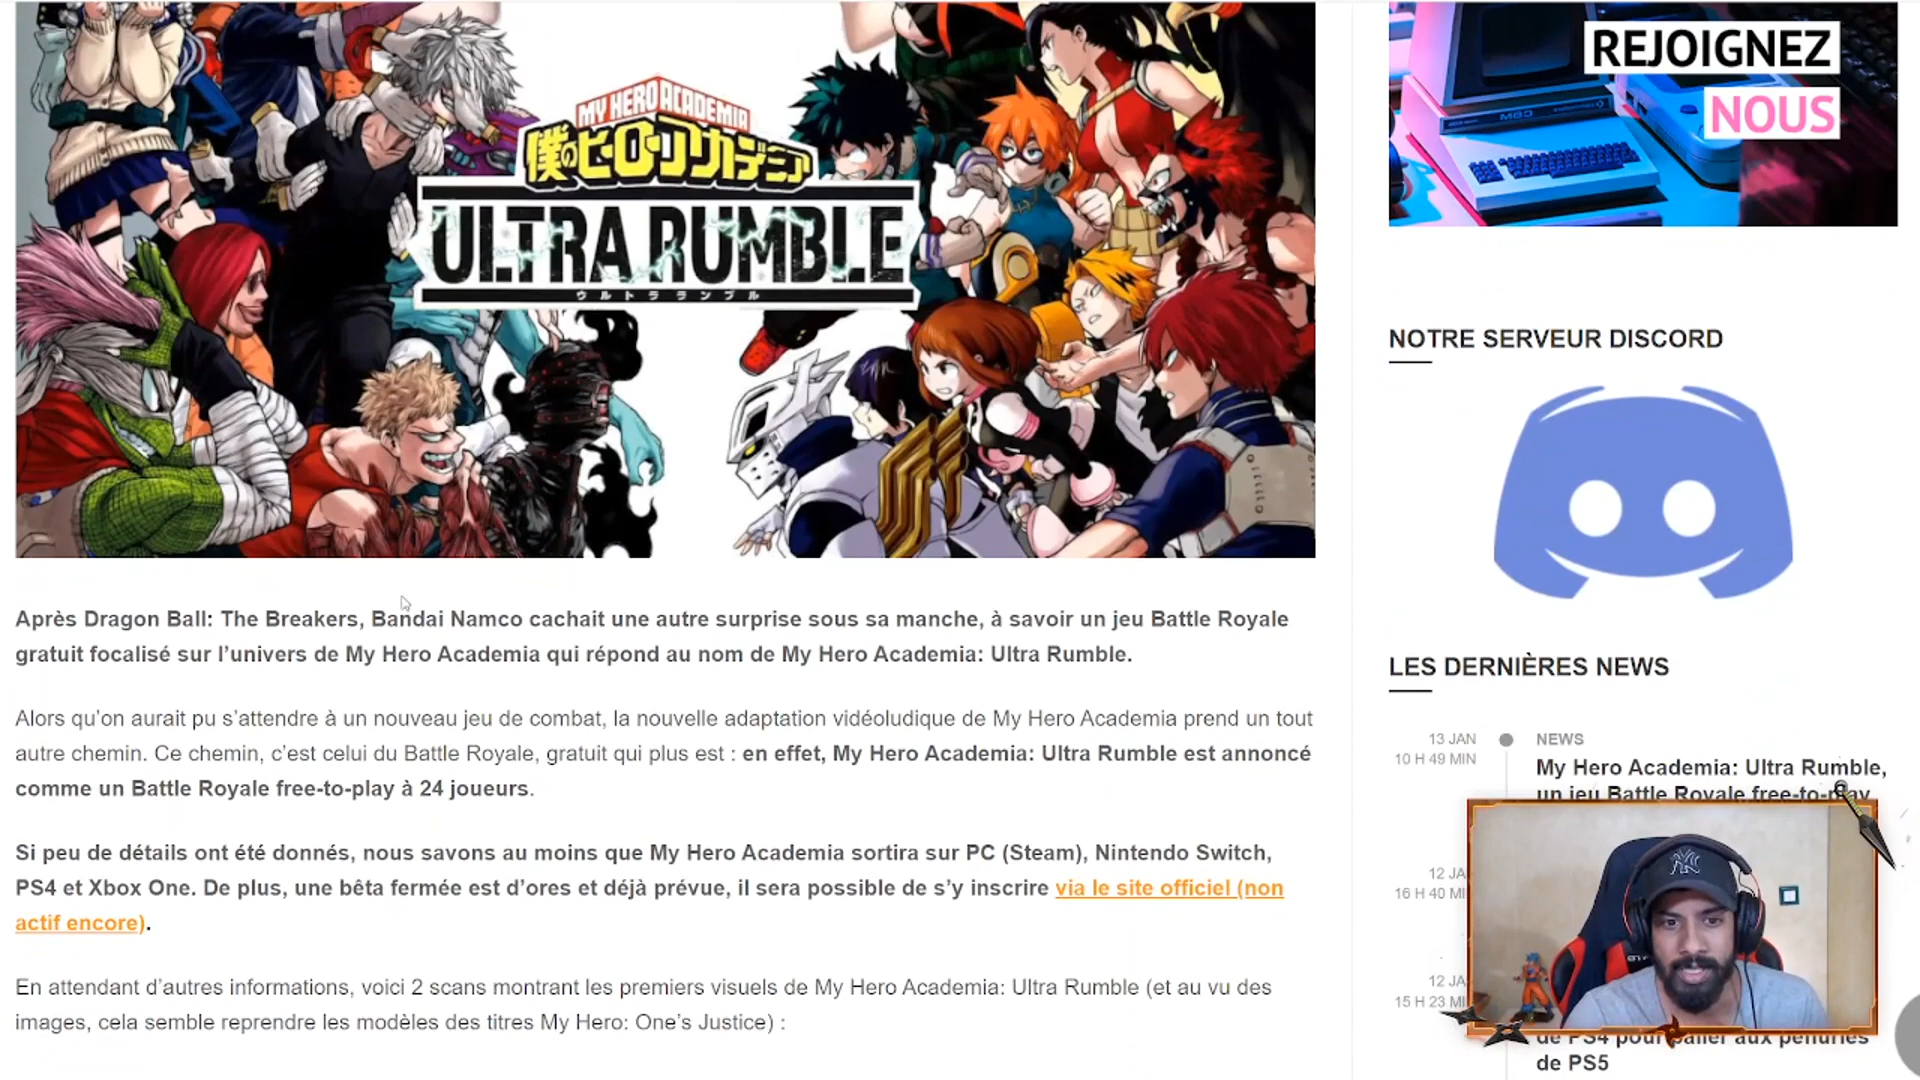 MY HERO ACADEMIA
僕のヒーローアカデミア
ULTRA RUMBLE
ウルトラランブル
Après Dragon Ball: The Breakers, Bandai Namco cachait une autre surprise sous sa manche, à savoir un jeu Battle Royale
gratuit focalisé sur l’univers de My Hero Academia qui répond au nom de My Hero Academia: Ultra Rumble.
Alors qu’on aurait pu s’attendre à un nouveau jeu de combat, la nouvelle adaptation vidéoludique de My Hero Academia prend un tout
autre chemin. Ce chemin, c’est celui du Battle Royale, gratuit qui plus est : en effet, My Hero Academia: Ultra Rumble est annoncé
comme un Battle Royale free-to-play à 24 joueurs.
Si peu de détails ont été donnés, nous savons au moins que My Hero Academia sortira sur PC (Steam), Nintendo Switch,
PS4 et Xbox One. De plus, une bêta fermée est d’ores et déjà prévue, il sera possible de s’y inscrire via le site officiel (non
actif encore).
En attendant d’autres informations, voici 2 scans montrant les premiers visuels de My Hero Academia: Ultra Rumble (et au vu des
images, cela semble reprendre les modèles des titres My Hero: One’s Justice) :
REJOIGNEZ
NOUS
NOTRE SERVEUR DISCORD
LES DERNIÈRES NEWS
13 JAN
10 H 49 MIN
NEWS
My Hero Academia: Ultra Rumble,
un jeu Battle Royale free-to-play
12 JA
16 H 40 MI
12 JA
15 H 23 MI
de PS4 pour pallier aux pénuries
de PS5